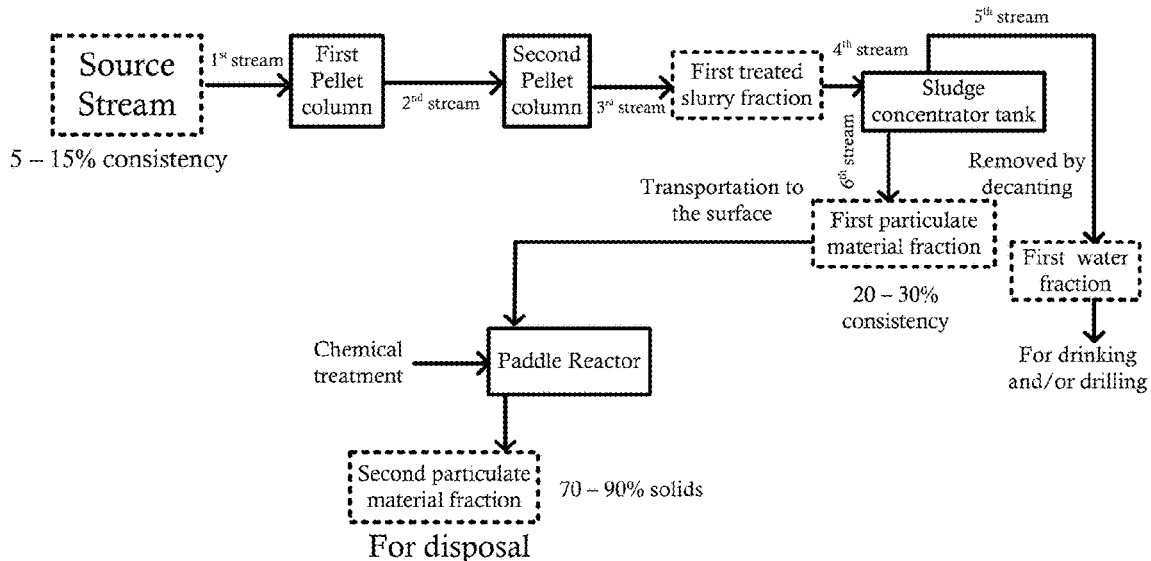 Source
Stream
5 – 15% consistency
1st stream
First
Pellet
column
2nd stream
Second
Pellet
column
3rd stream
First treated
slurry fraction
4th stream
5th stream
Sludge
concentrator tank
6th stream
Removed by
decanting
Transportation to
the surface
First particulate
material fraction
20 – 30%
consistency
First water
fraction
For drinking
and/or drilling
Chemical
treatment
Paddle Reactor
Second particulate
material fraction
70 – 90% solids
For disposal